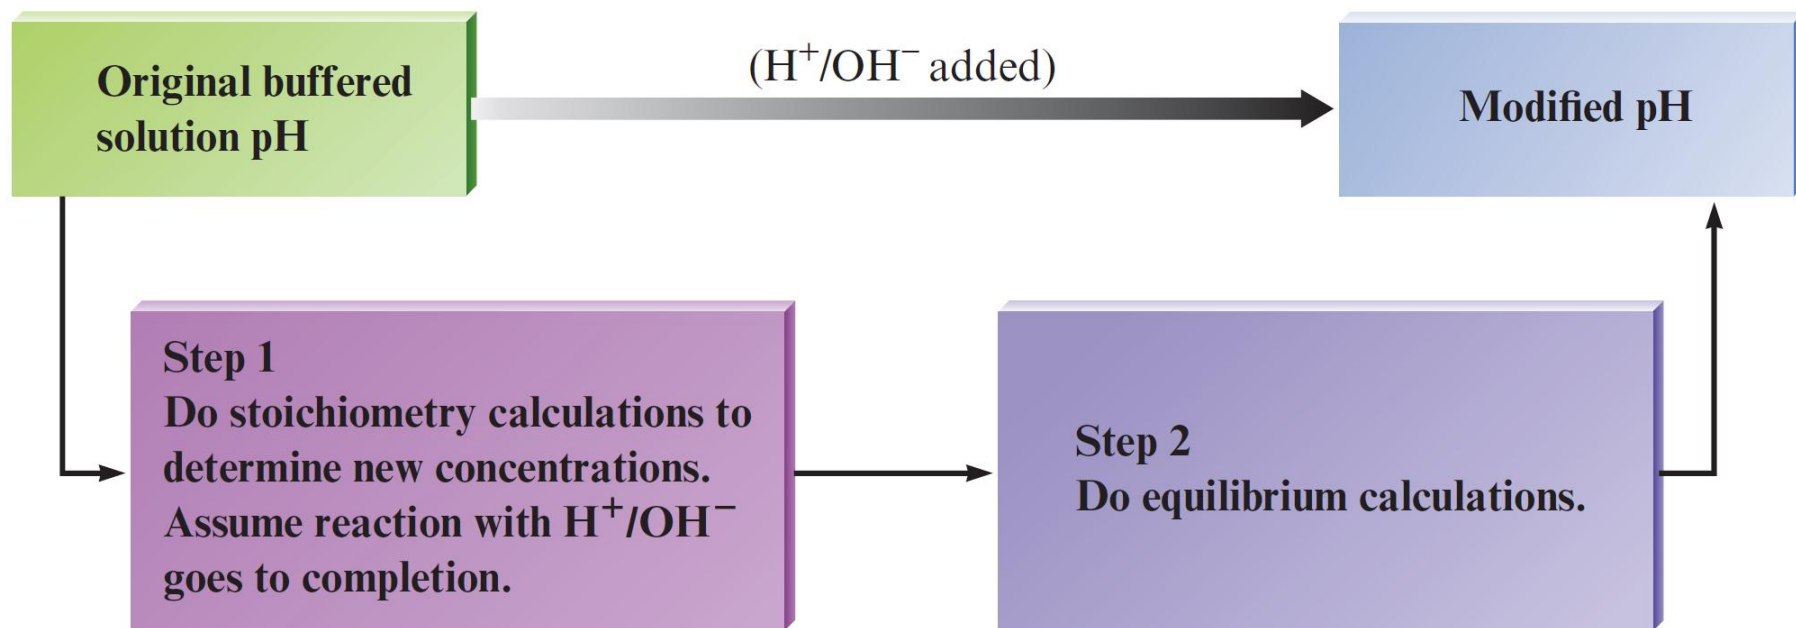 Original buffered
solution pH
(H⁺/OH⁻ added)
Modified pH
Step 1
Do stoichiometry calculations to
determine new concentrations.
Assume reaction with H⁺/OH⁻
goes to completion.
Step 2
Do equilibrium calculations.